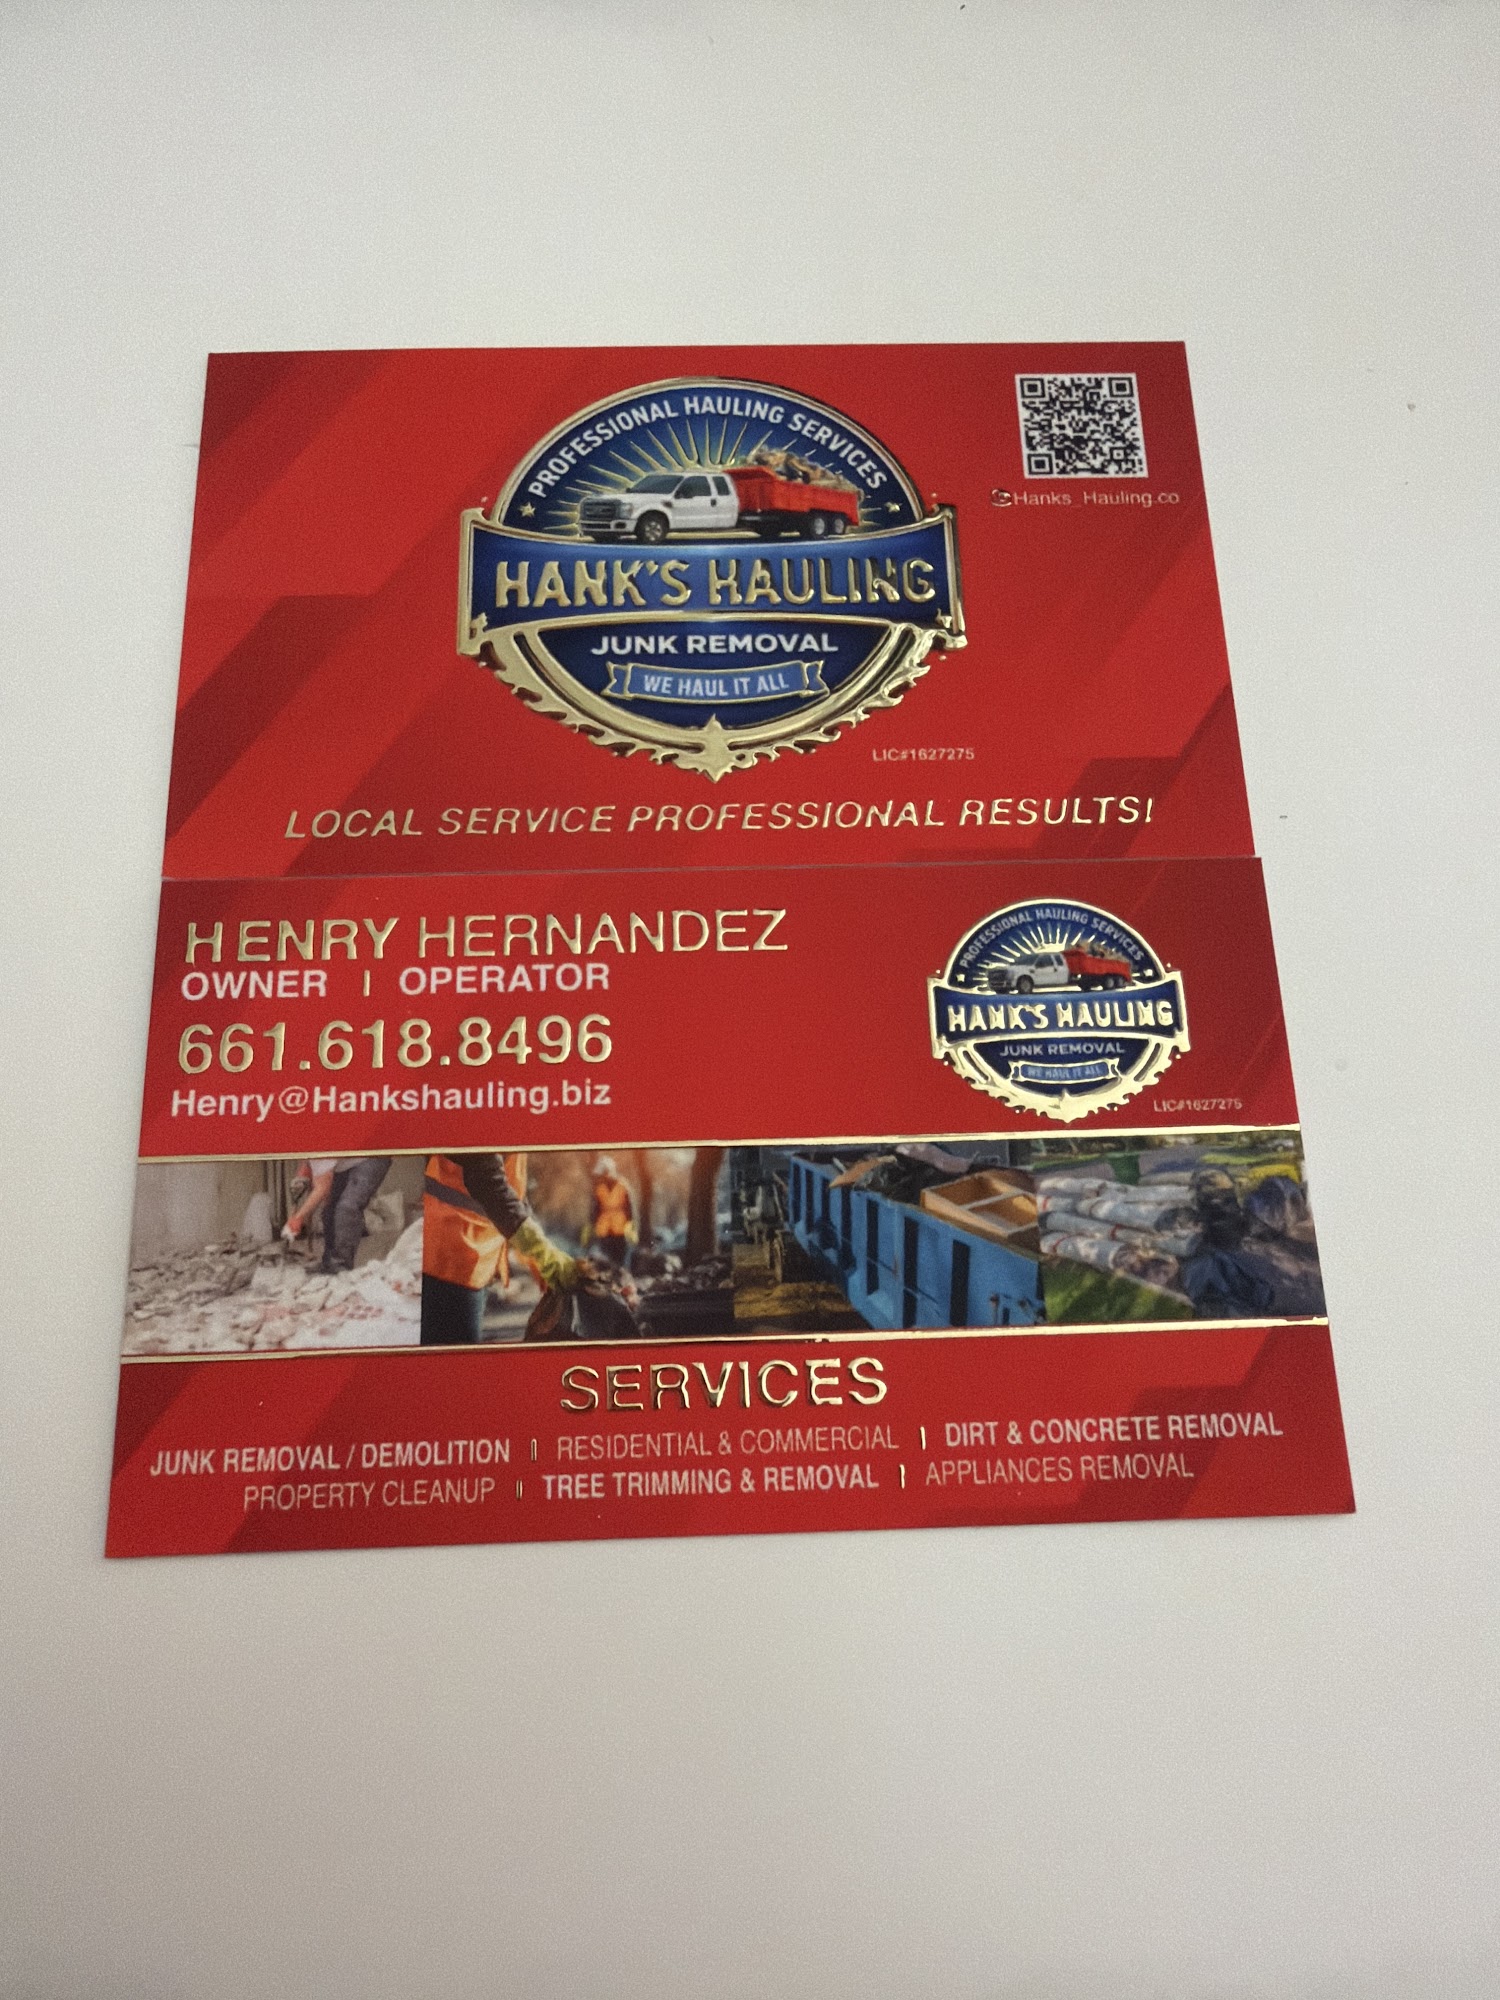 PROFESSIONAL HAULING SERVICES
HANK'S HAULING
JUNK REMOVAL
WE HAUL IT ALL
Hanks_Hauling.co
LIC#1627275
LOCAL SERVICE PROFESSIONAL RESULTS!
HENRY HERNANDEZ
OWNER | OPERATOR
661.618.8496
Henry@Hankshauling.biz
PROFESSIONAL HAULING SERVICES
HANK'S HAULING
JUNK REMOVAL
WE HAUL IT ALL
LIC#1627275
SERVICES
JUNK REMOVAL / DEMOLITION | RESIDENTIAL & COMMERCIAL | DIRT & CONCRETE REMOVAL
PROPERTY CLEANUP | TREE TRIMMING & REMOVAL | APPLIANCES REMOVAL